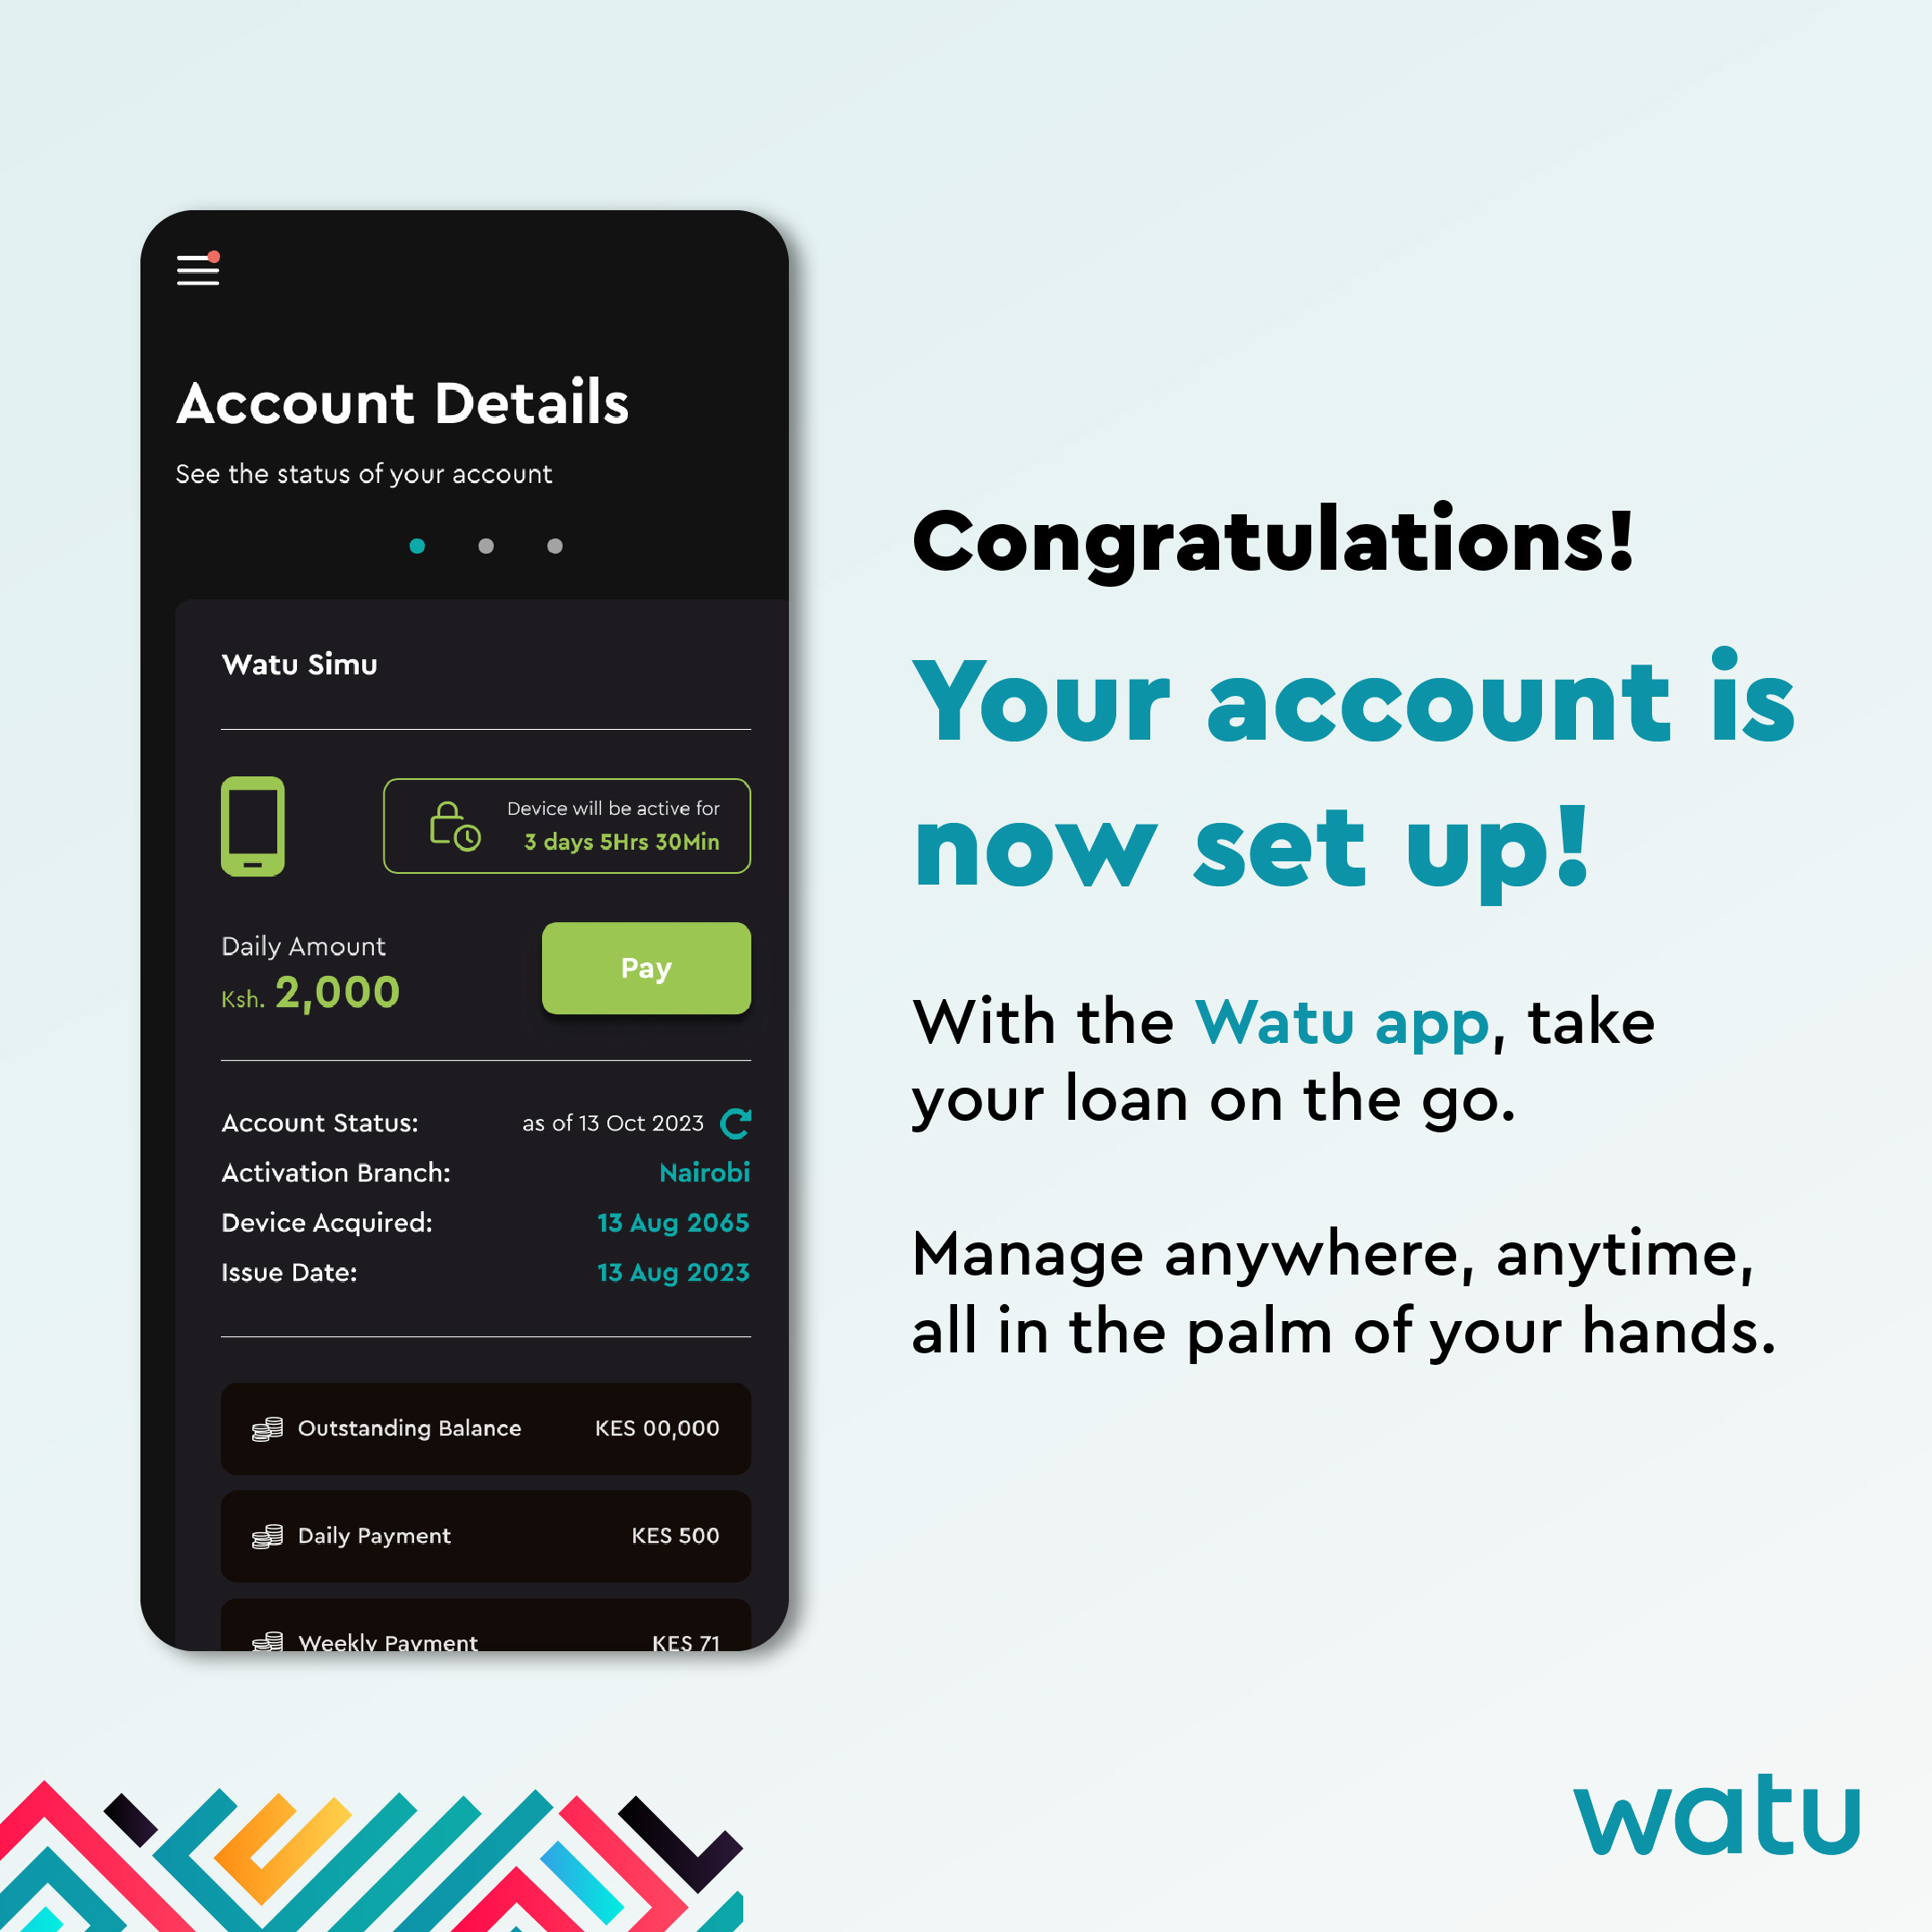 Account Details
See the status of your account
Watu Simu
Device will be active for
3 days 5Hrs 30Min
Daily Amount
Ksh. 2,000
Pay
Account Status: as of 13 Oct 2023
Activation Branch: Nairobi
Device Acquired: 13 Aug 2065
Issue Date: 13 Aug 2023
Outstanding Balance KES 00,000
Daily Payment KES 500
Weekly Payment KES 71
Congratulations!
Your account is
now set up!
With the Watu app, take
your loan on the go.
Manage anywhere, anytime,
all in the palm of your hands.
watu